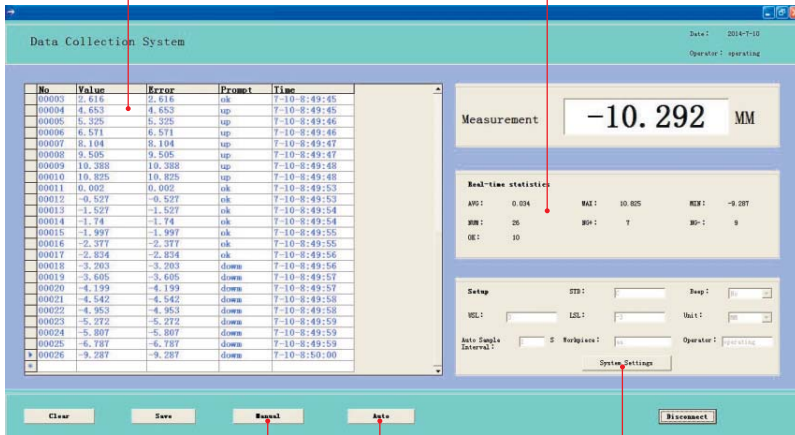 Data Collection System
Date: 2014-7-10
Operator: operating
No Value Error Prompt Time
00003 2.616 2.616 ok 7-10-8:49:45
00004 4.653 4.653 up 7-10-8:49:45
00005 5.325 5.325 up 7-10-8:49:46
00006 6.571 6.571 up 7-10-8:49:46
00007 8.104 8.104 up 7-10-8:49:47
00008 9.505 9.505 up 7-10-8:49:47
00009 10.388 10.388 up 7-10-8:49:48
00010 10.825 10.825 up 7-10-8:49:48
00011 0.002 0.002 ok 7-10-8:49:53
00012 -0.527 -0.527 ok 7-10-8:49:53
00013 -1.527 -1.527 ok 7-10-8:49:54
00014 -1.74 -1.74 ok 7-10-8:49:54
00015 -1.997 -1.997 ok 7-10-8:49:55
00016 -2.377 -2.377 ok 7-10-8:49:55
00017 -2.834 -2.834 ok 7-10-8:49:56
00018 -3.203 -3.203 down 7-10-8:49:56
00019 -3.605 -3.605 down 7-10-8:49:57
00020 -4.199 -4.199 down 7-10-8:49:57
00021 -4.542 -4.542 down 7-10-8:49:58
00022 -4.953 -4.953 down 7-10-8:49:58
00023 -5.272 -5.272 down 7-10-8:49:59
00024 -5.807 -5.807 down 7-10-8:49:59
00025 -6.787 -6.787 down 7-10-8:49:59
00026 -9.287 -9.287 down 7-10-8:50:00
Measurement -10.292 MM
Real-time statistics
AVG: 0.034 MAX: 10.825 MIN: -9.287
NUM: 26 NG+: 7 NG-: 9
OK: 10
Setup STD: Beep:
USL: LSL: Unit:
Auto Sample Interval: S Workpiece: Operator: operating
System Settings
Clear Save Manual Auto Disconnect